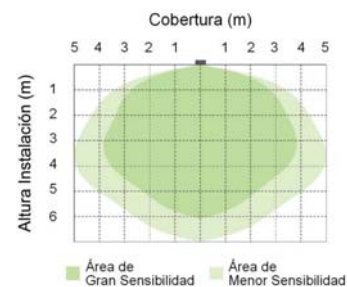 Cobertura (m)
5 4 3 2 1 1 2 3 4 5
Altura Instalación (m)
1
2
3
4
5
6
Área de
Gran Sensibilidad
Área de
Menor Sensibilidad